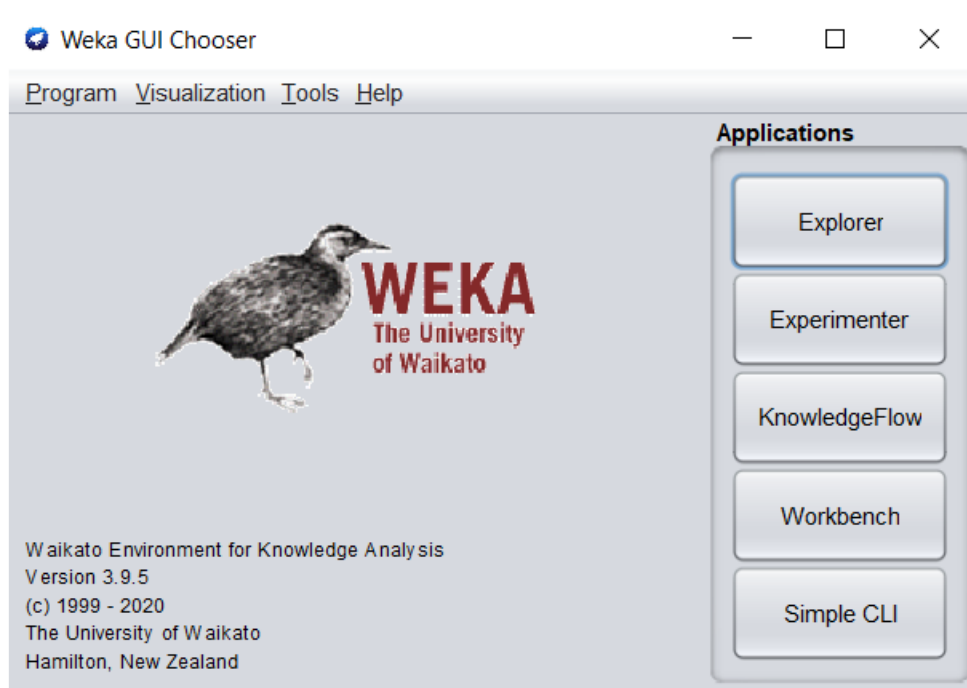 Weka GUI Chooser
Program Visualization Tools Help
Applications
Explorer
Experimenter
KnowledgeFlow
Workbench
Simple CLI
WEKA
The University
of Waikato
Waikato Environment for Knowledge Analysis
Version 3.9.5
(c) 1999 - 2020
The University of Waikato
Hamilton, New Zealand